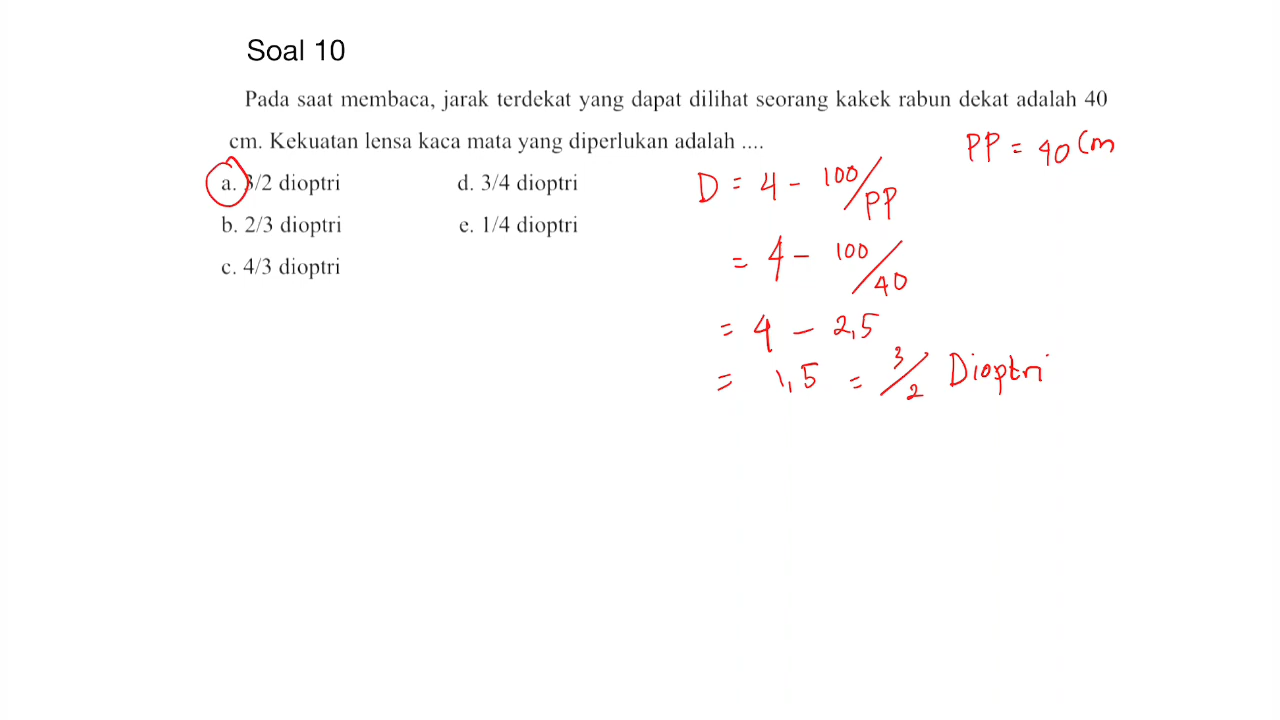 Soal 10
Pada saat membaca, jarak terdekat yang dapat dilihat seorang kakek rabun dekat adalah 40
cm. Kekuatan lensa kaca mata yang diperlukan adalah ....
PP = 40 Cm
a. 3/2 dioptri
d. 3/4 dioptri
b. 2/3 dioptri
e. 1/4 dioptri
c. 4/3 dioptri
D = 4 - 100/PP
= 4 - 100/40
= 4 - 2,5
= 1,5 = 3/2 Dioptri